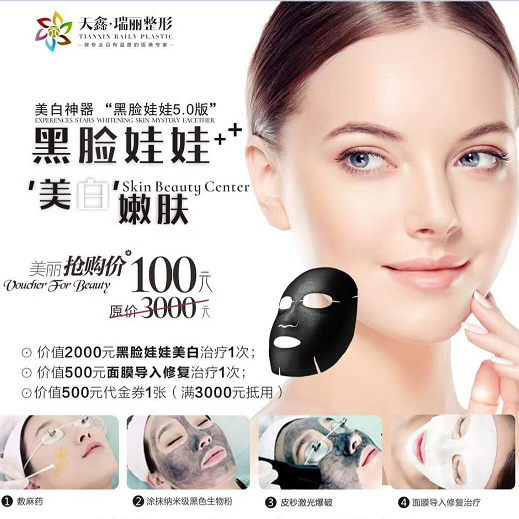 天鑫·瑞丽整形
TIANXIN RAILY PLASTIC
—做专业且有温度的医美专家—
美白神器 “黑脸娃娃5.0版”
EXPERENCES STARS WHITENING SKIN MYSTERY FACETHER
黑脸娃娃++
'美白'嫩肤
Skin Beauty Center
美丽抢购价 100元
Voucher For Beauty
原价3000元
⊙ 价值2000元黑脸娃娃美白治疗1次；
⊙ 价值500元面膜导入修复治疗1次；
⊙ 价值500元代金券1张（满3000元抵用）
1 敷麻药
2 涂抹纳米级黑色生物粉
3 皮秒激光爆破
4 面膜导入修复治疗